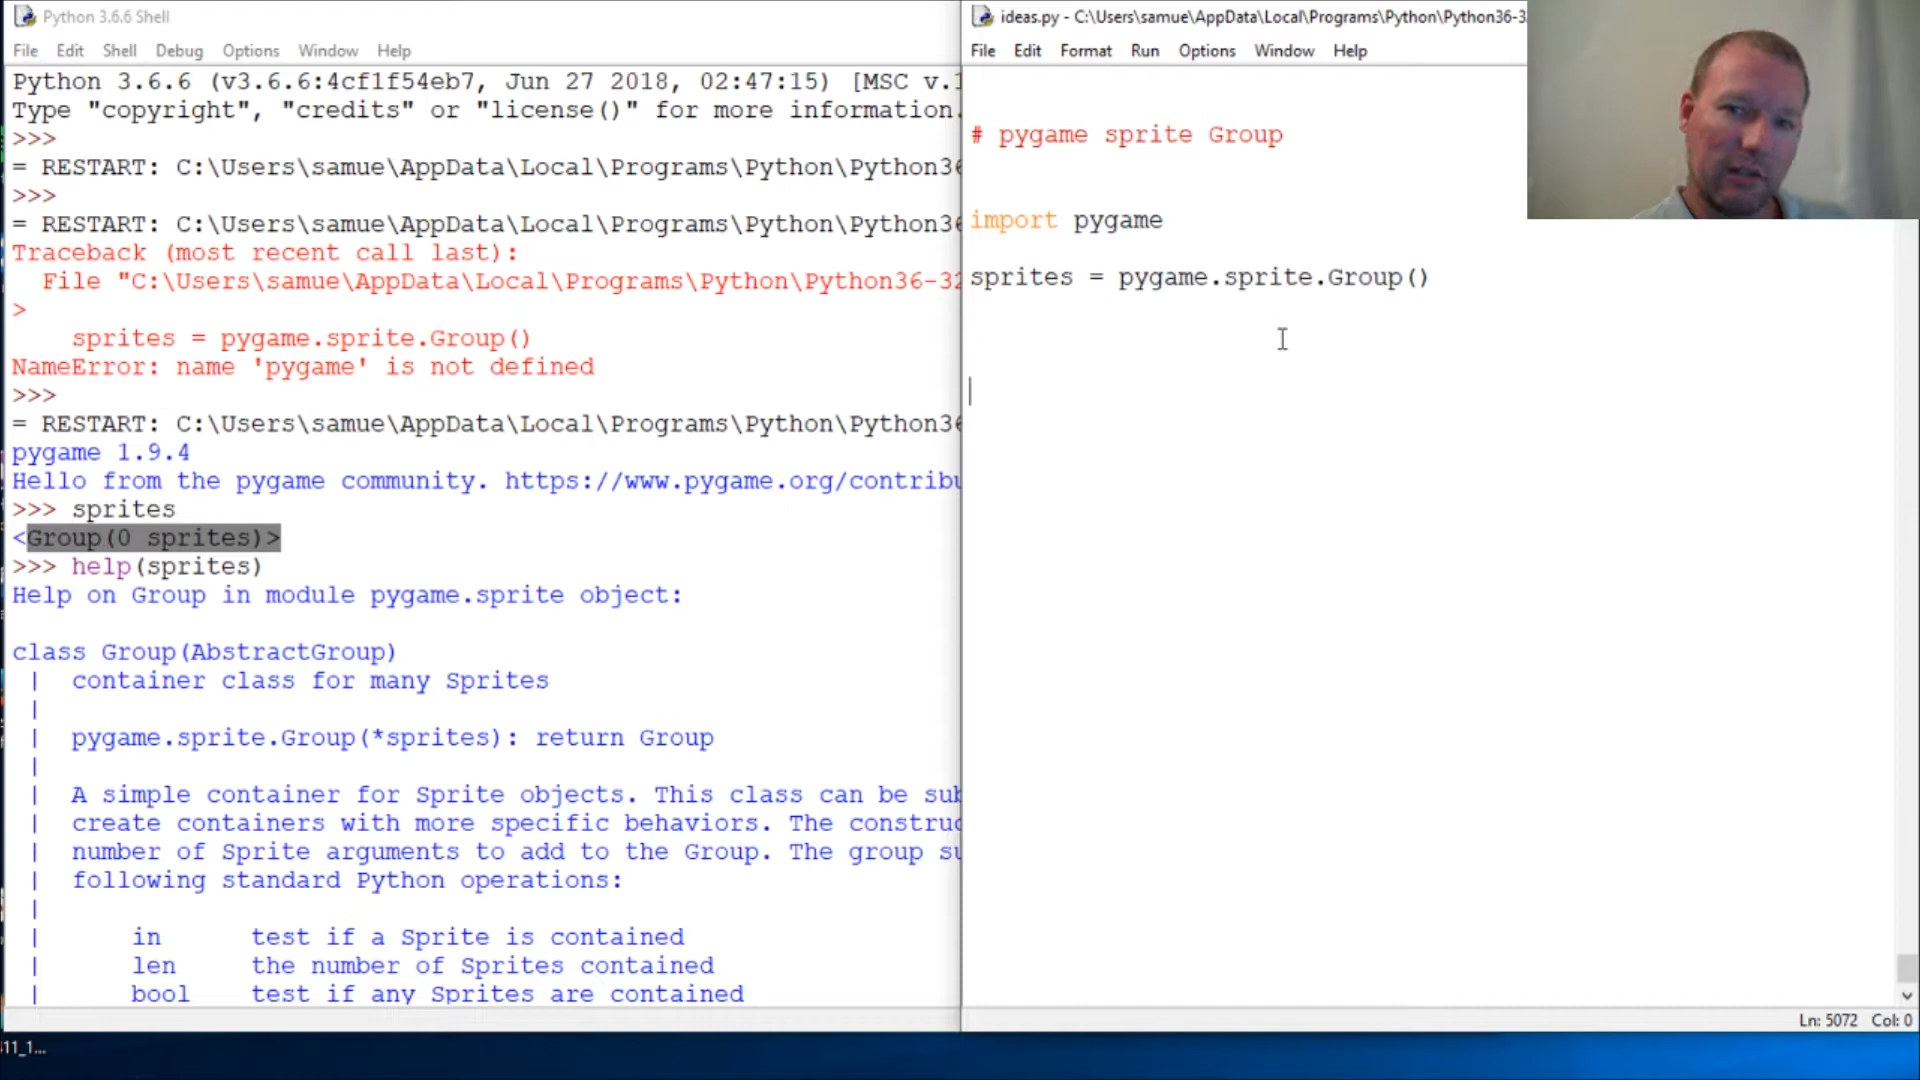 Python 3.6.6 Shell
File Edit Shell Debug Options Window Help
Python 3.6.6 (v3.6.6:4cf1f54eb7, Jun 27 2018, 02:47:15) [MSC v.1
Type "copyright", "credits" or "license()" for more information.
>>>
= RESTART: C:\Users\samue\AppData\Local\Programs\Python\Python36
>>>
= RESTART: C:\Users\samue\AppData\Local\Programs\Python\Python36
Traceback (most recent call last):
File "C:\Users\samue\AppData\Local\Programs\Python\Python36-32
>
sprites = pygame.sprite.Group()
NameError: name 'pygame' is not defined
>>>
= RESTART: C:\Users\samue\AppData\Local\Programs\Python\Python36
pygame 1.9.4
Hello from the pygame community. https://www.pygame.org/contribu
>>> sprites
<Group(0 sprites)>
>>> help(sprites)
Help on Group in module pygame.sprite object:
class Group(AbstractGroup)
| container class for many Sprites
|
| pygame.sprite.Group(*sprites): return Group
|
| A simple container for Sprite objects. This class can be sub
| create containers with more specific behaviors. The construc
| number of Sprite arguments to add to the Group. The group su
| following standard Python operations:
|
| in test if a Sprite is contained
| len the number of Sprites contained
| bool test if any Sprites are contained
11_1...
ideas.py - C:\Users\samue\AppData\Local\Programs\Python\Python36-3
File Edit Format Run Options Window Help
# pygame sprite Group
import pygame
sprites = pygame.sprite.Group()
Ln: 5072 Col: 0